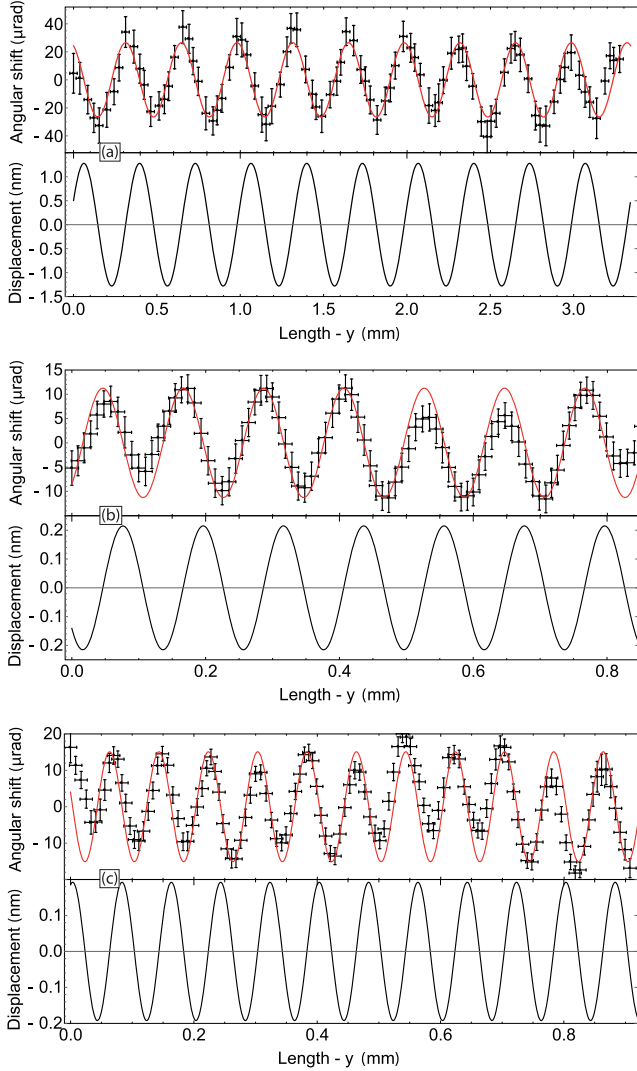 Angular shift (μrad)
40
20
0
- 20
- 40
(a)
Displacement (nm)
1.0
0.5
0.0
- 0.5
- 1.0
- 1.5
0.0 0.5 1.0 1.5 2.0 2.5 3.0
Length - y (mm)
Angular shift (μrad)
15
10
5
0
- 5
- 10
(b)
Displacement (nm)
0.2
0.1
0.0
0.1
- 0.2
0.0 0.2 0.4 0.6 0.8
Length - y (mm)
Angular shift (μrad)
20
10
0
- 10
(c)
Displacement (nm)
0.1
0.0
- 0.1
- 0.2
0.0 0.2 0.4 0.6 0.8
Length - y (mm)